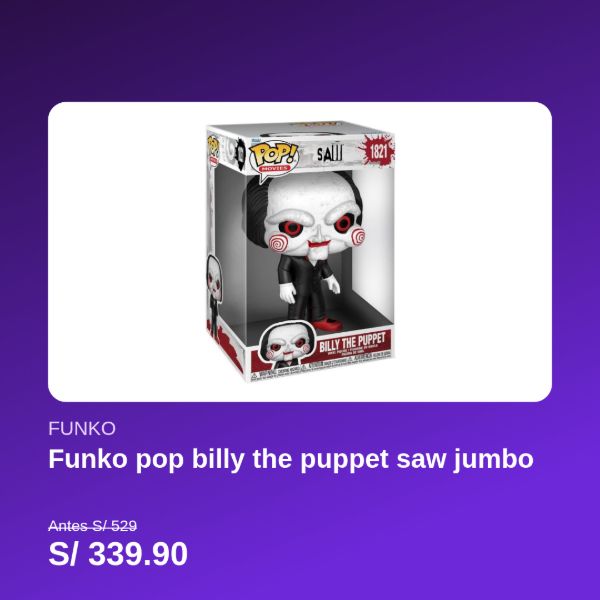 POP!
MOVIES
SAW
1821
BILLY THE PUPPET
FUNKO
Funko pop billy the puppet saw jumbo
Antes S/ 529
S/ 339.90